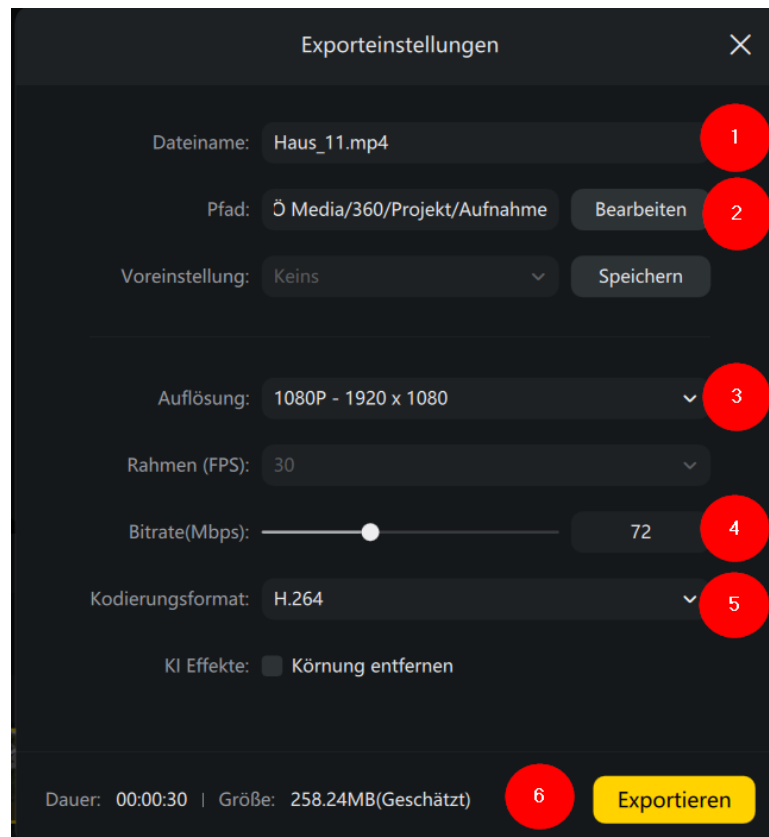 Exporteinstellungen
Dateiname: Haus_11.mp4 1
Pfad: Ö Media/360/Projekt/Aufnahme Bearbeiten 2
Voreinstellung: Keins Speichern
Auflösung: 1080P - 1920 x 1080 3
Rahmen (FPS): 30
Bitrate(Mbps): 72 4
Kodierungsformat: H.264 5
KI Effekte: Körnung entfernen
Dauer: 00:00:30 | Größe: 258.24MB(Geschätzt) 6 Exportieren